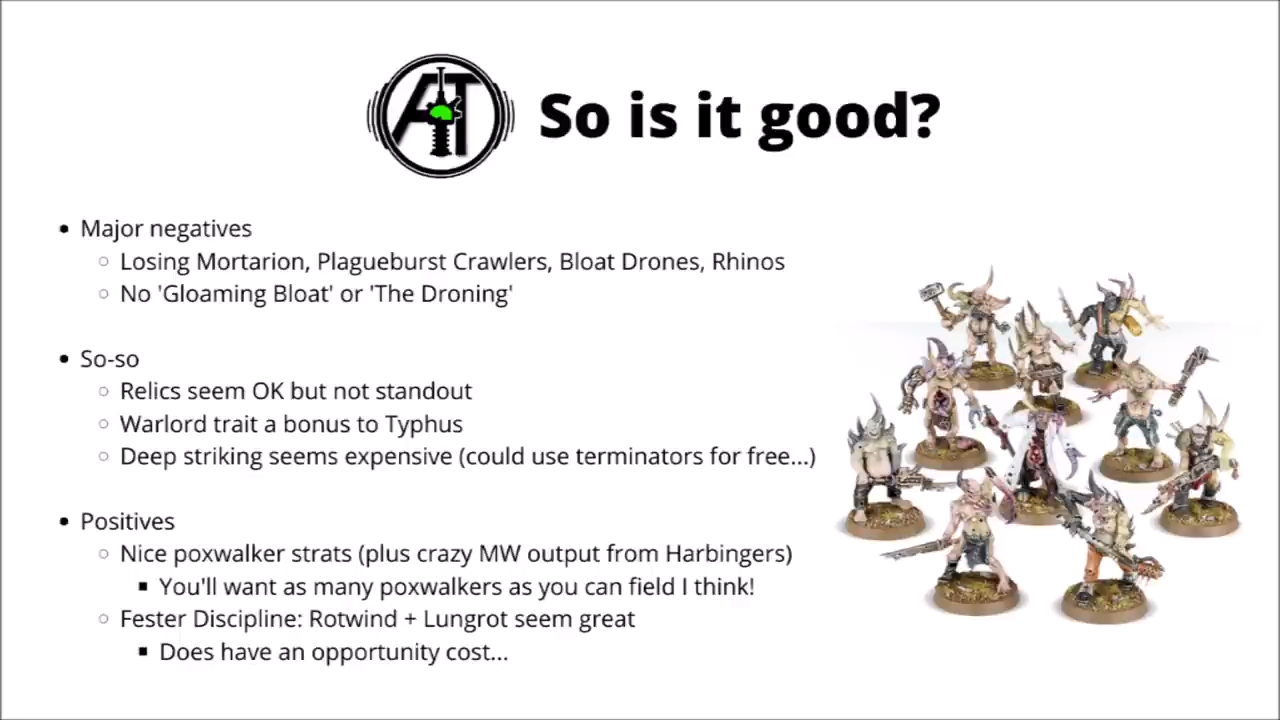 AT
So is it good?
Major negatives
Losing Mortarion, Plagueburst Crawlers, Bloat Drones, Rhinos
No 'Gloaming Bloat' or 'The Droning'
So-so
Relics seem OK but not standout
Warlord trait a bonus to Typhus
Deep striking seems expensive (could use terminators for free...)
Positives
Nice poxwalker strats (plus crazy MW output from Harbingers)
You'll want as many poxwalkers as you can field I think!
Fester Discipline: Rotwind + Lungrot seem great
Does have an opportunity cost...